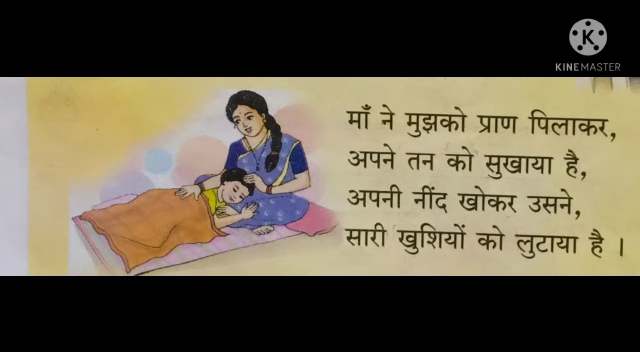 KINEMASTER
माँ ने मुझको प्राण पिलाकर,
अपने तन को सुखाया है,
अपनी नींद खोकर उसने,
सारी खुशियों को लुटाया है ।